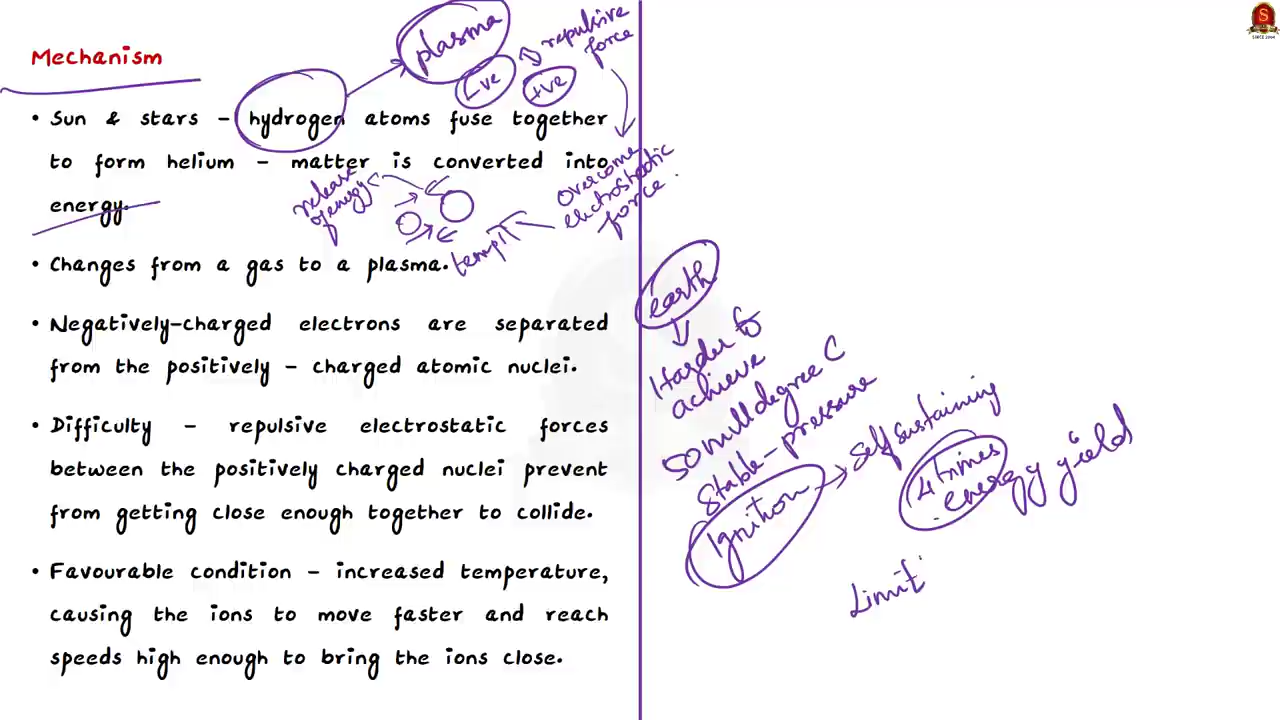 Mechanism
• Sun & stars – hydrogen atoms fuse together
to form helium – matter is converted into
energy.
• Changes from a gas to a plasma.
• Negatively-charged electrons are separated
from the positively – charged atomic nuclei.
• Difficulty – repulsive electrostatic forces
between the positively charged nuclei prevent
from getting close enough together to collide.
• Favourable condition – increased temperature,
causing the ions to move faster and reach
speeds high enough to bring the ions close.
plasma
-ve
+ve
repulsive
force
overcome
electrostatic
force.
temp
release
of energy
earth
Harder to
achieve
50 mill degree C
Stable-pressure
Ignition
self sustaining
4 times
energy yield
Limit
S
SINCE 2004